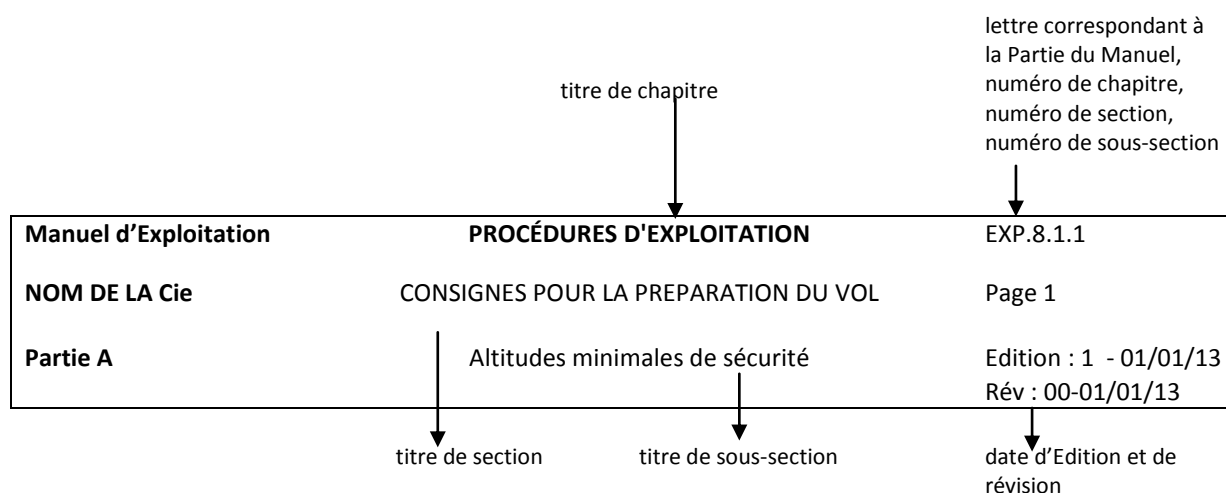 lettre correspondant à
la Partie du Manuel,
numéro de chapitre,
numéro de section,
numéro de sous-section
titre de chapitre
Manuel d’Exploitation PROCÉDURES D'EXPLOITATION EXP.8.1.1
NOM DE LA Cie CONSIGNES POUR LA PREPARATION DU VOL Page 1
Partie A Altitudes minimales de sécurité Edition : 1 - 01/01/13
Rév : 00-01/01/13
titre de section titre de sous-section date d’Edition et de
révision